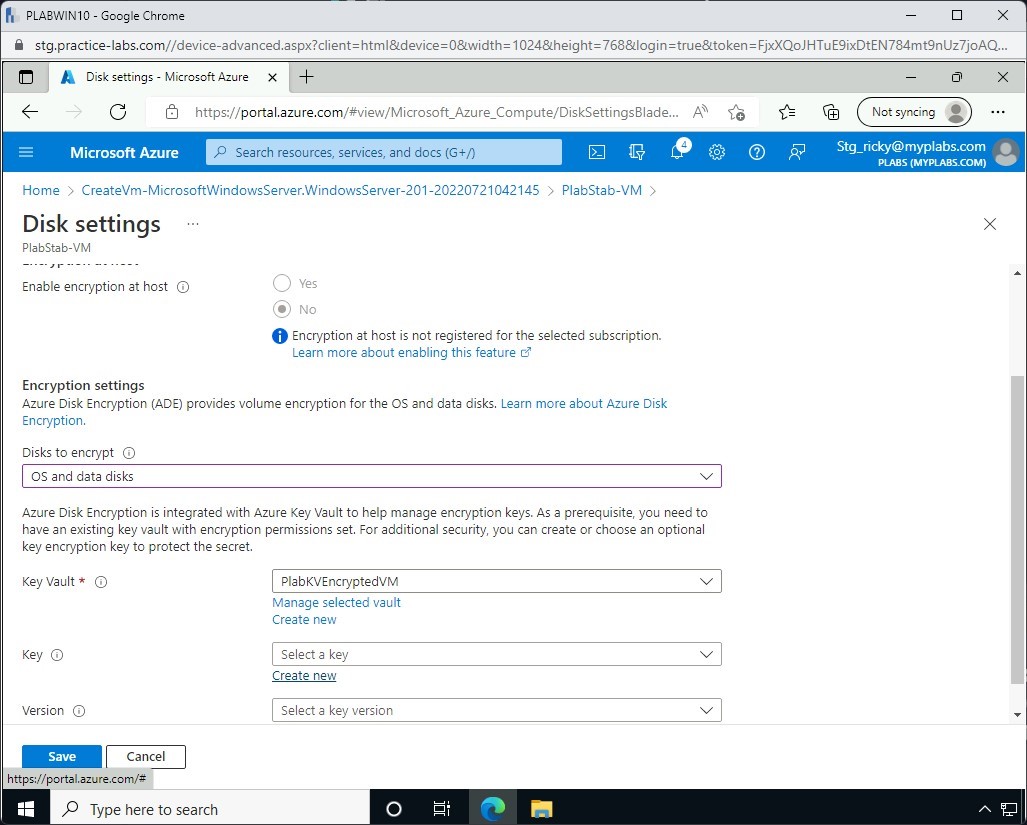 PLABWIN10 - Google Chrome
stg.practice-labs.com//device-advanced.aspx?client=html&device=0&width=1024&height=768&login=true&token=FjxXQoJHTuE9ixDtEN784mt9nUz7joAQ...
Disk settings - Microsoft Azure
https://portal.azure.com/#view/Microsoft_Azure_Compute/DiskSettingsBlade...
Not syncing
Microsoft Azure
Search resources, services, and docs (G+/)
4
Stg_ricky@myplabs.com
PLABS (MYPLABS.COM)
Home > CreateVm-MicrosoftWindowsServer.WindowsServer-201-20220721042145 > PlabStab-VM >
Disk settings ...
PlabStab-VM
Encryption at host
Enable encryption at host
Yes
No
Encryption at host is not registered for the selected subscription.
Learn more about enabling this feature
Encryption settings
Azure Disk Encryption (ADE) provides volume encryption for the OS and data disks. Learn more about Azure Disk
Encryption.
Disks to encrypt
OS and data disks
Azure Disk Encryption is integrated with Azure Key Vault to help manage encryption keys. As a prerequisite, you need to
have an existing key vault with encryption permissions set. For additional security, you can create or choose an optional
key encryption key to protect the secret.
Key Vault *
PlabKVEncryptedVM
Manage selected vault
Create new
Key
Select a key
Create new
Version
Select a key version
Save
Cancel
https://portal.azure.com/#
Type here to search